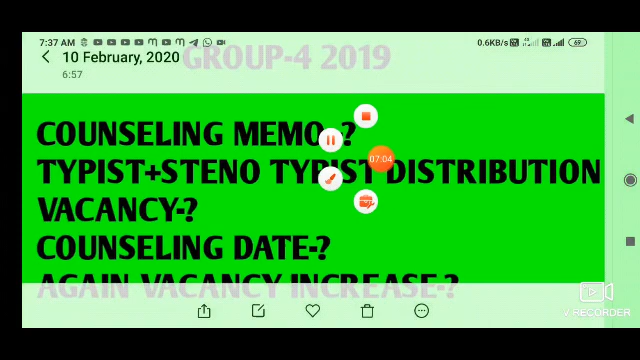 7:37 AM
0.6KB/s 69
10 February, 2020
GROUP-4 2019
6:57
COUNSELING MEMO-?
TYPIST+STENO TYPIST DISTRIBUTION
VACANCY-?
COUNSELING DATE-?
AGAIN VACANCY INCREASE-?
07:04
V RECORDER